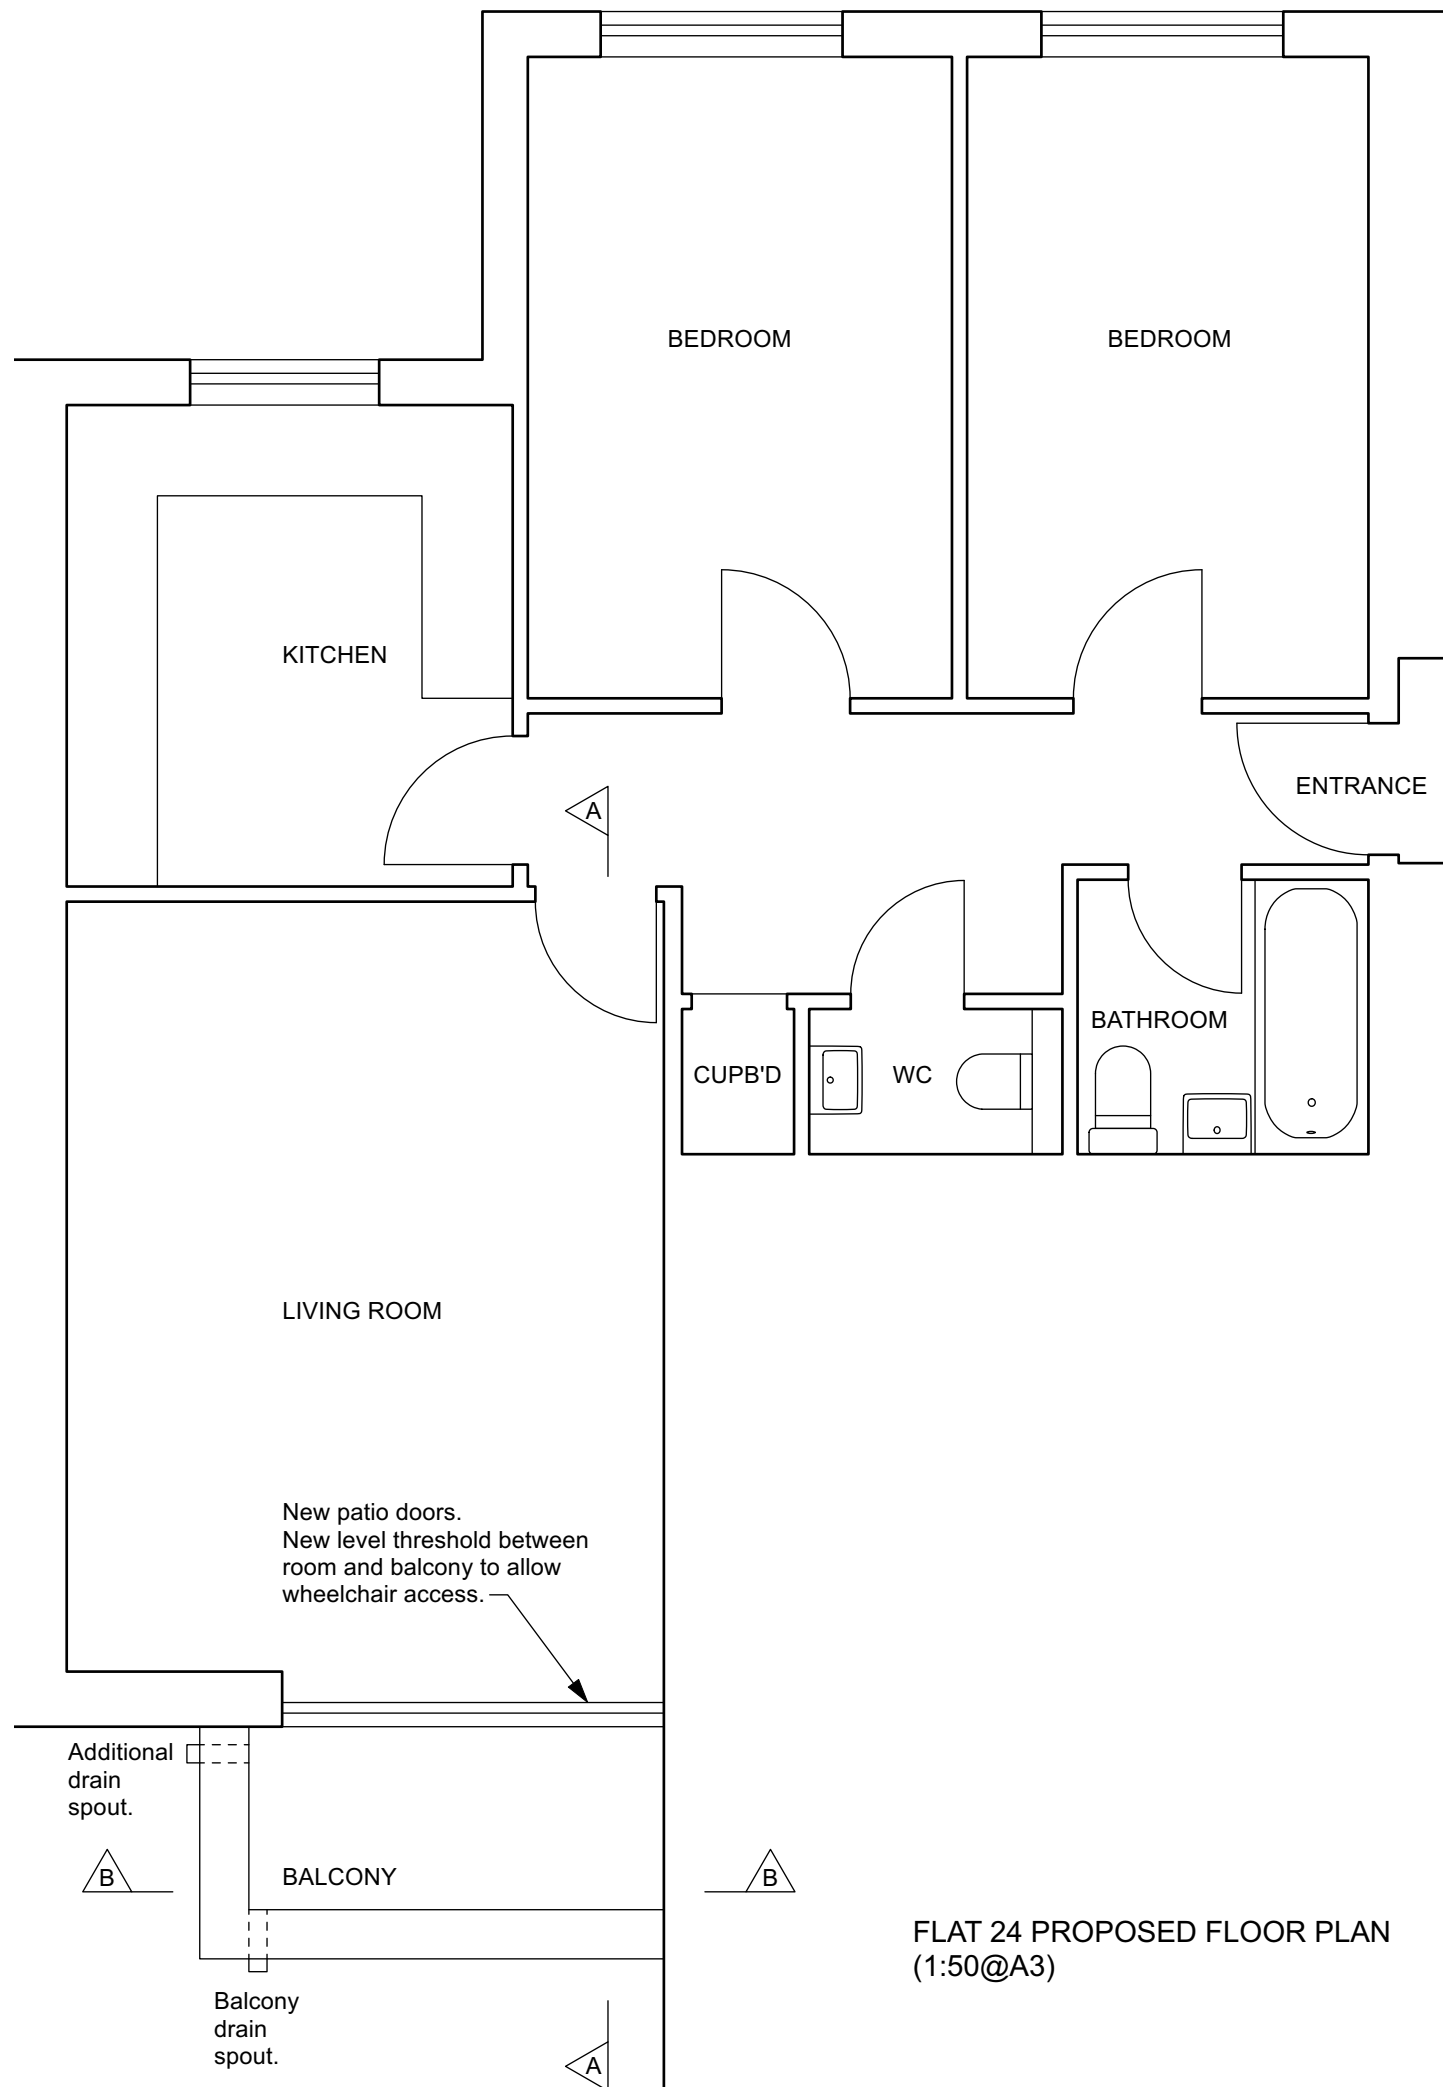 BEDROOM
BEDROOM
KITCHEN
ENTRANCE
A
BATHROOM
CUPB'D
WC
LIVING ROOM
New patio doors.
New level threshold between
room and balcony to allow
wheelchair access.
Additional
drain
spout.
B
BALCONY
B
FLAT 24 PROPOSED FLOOR PLAN
(1:50@A3)
Balcony
drain
spout.
A